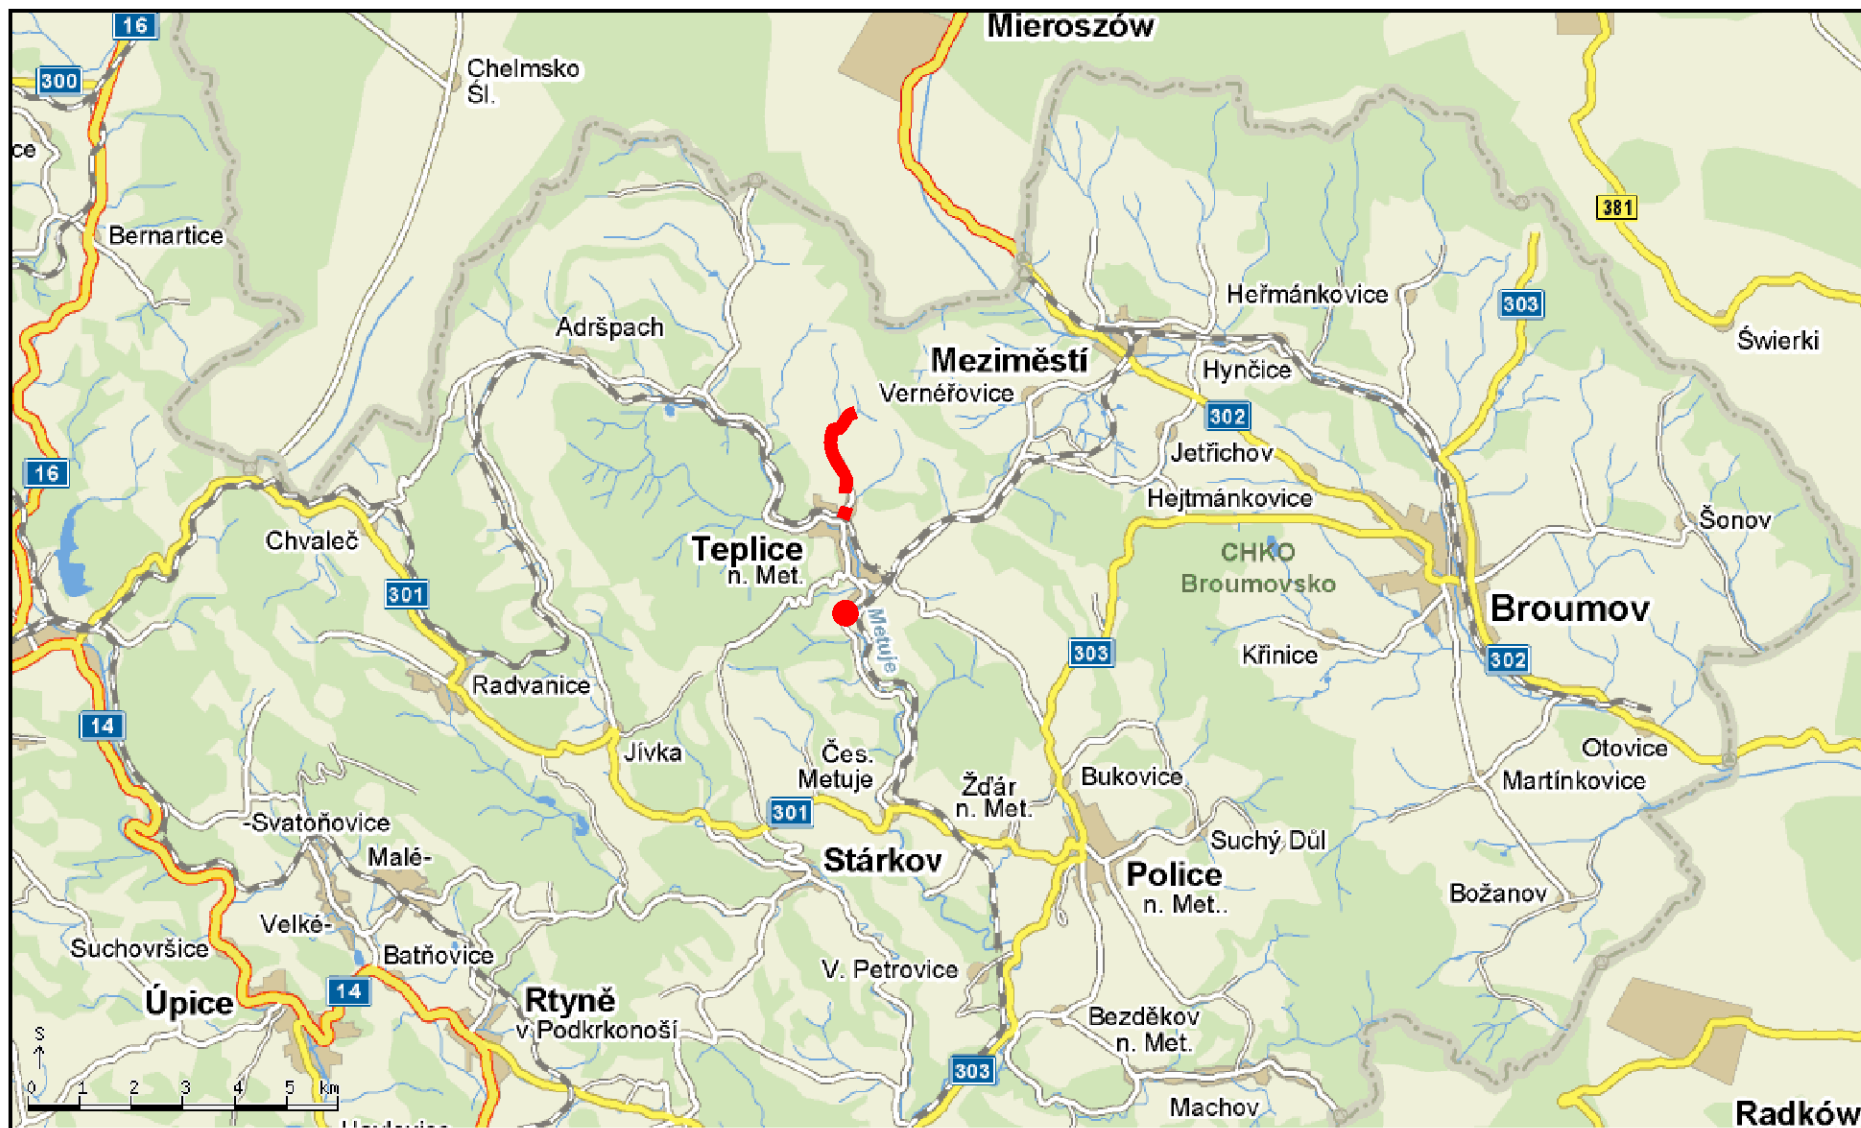 16
Mieroszów
300
Chelmsko
Śl.
ce
381
Bernartice
Heřmánkovice
303
Adršpach
Świerki
Meziměstí
Hynčice
Verněřovice
302
Jetřichov
16
Hejtmánkovice
Šonov
Chvaleč
Teplice
n. Met.
CHKO
Broumovsko
301
Broumov
Metuje
303
Křinice
302
Radvanice
14
Jívka
Otovice
Čes.
Metuje
Bukovice
Martínkovice
Žďár
n. Met.
301
-Svatoňovice
Suchý Důl
Malé-
Stárkov
Police
n. Met..
Božanov
Velké-
Suchovršice
Batňovice
V. Petrovice
14
Úpice
Rtyně
v Podkrkonoší
Bezděkov
n. Met.
S
303
0 1 2 3 4 5 km
Machov
Radków